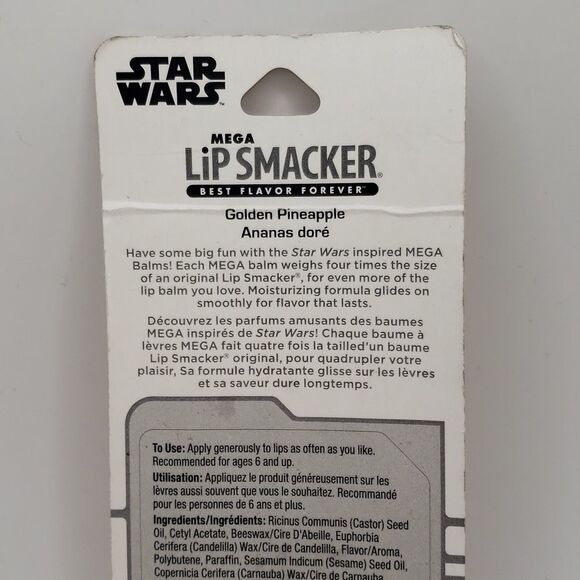 STAR
WARS™
MEGA
LiP SMACKER®
BEST FLAVOR FOREVER™
Golden Pineapple
Ananas doré
Have some big fun with the Star Wars inspired MEGA
Balms! Each MEGA balm weighs four times the size
of an original Lip Smacker®, for even more of the
lip balm you love. Moisturizing formula glides on
smoothly for flavor that lasts.
Découvrez les parfums amusants des baumes
MEGA inspirés de Star Wars! Chaque baume à
lèvres MEGA fait quatre fois la tailled'un baume
Lip Smacker® original, pour quadrupler votre
plaisir, Sa formule hydratante glisse sur les lèvres
et sa saveur dure longtemps.
To Use: Apply generously to lips as often as you like.
Recommended for ages 6 and up.
Utilisation: Appliquez le produit généreusement sur les
lèvres aussi souvent que vous le souhaitez. Recommandé
pour les personnes de 6 ans et plus.
Ingredients/Ingrédients: Ricinus Communis (Castor) Seed
Oil, Cetyl Acetate, Beeswax/Cire D'Abeille, Euphorbia
Cerifera (Candelilla) Wax/Cire de Candelilla, Flavor/Aroma,
Polybutene, Paraffin, Sesamum Indicum (Sesame) Seed Oil,
Copernicia Cerifera (Carnauba) Wax/Cire de Carnauba,